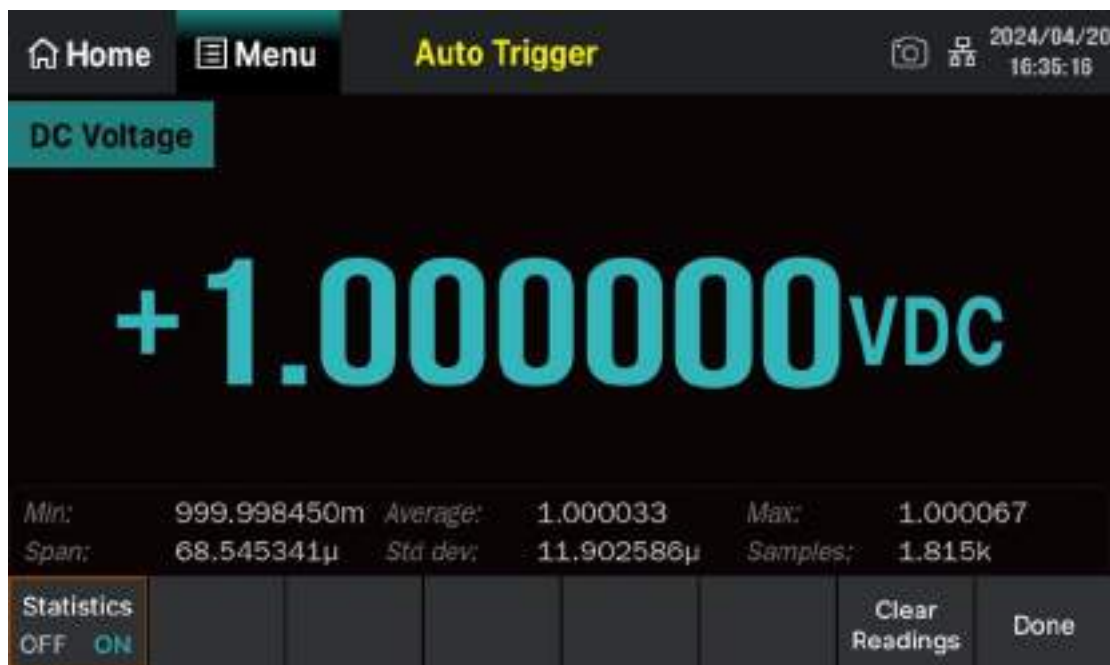 Home Menu Auto Trigger 2024/04/20
16:35:16
DC Voltage
+1.000000VDC
Min: 999.998450m Average: 1.000033 Max: 1.000067
Span: 68.545341µ Std dev: 11.902586µ Samples: 1.815k
Statistics
OFF ON
Clear
Readings
Done